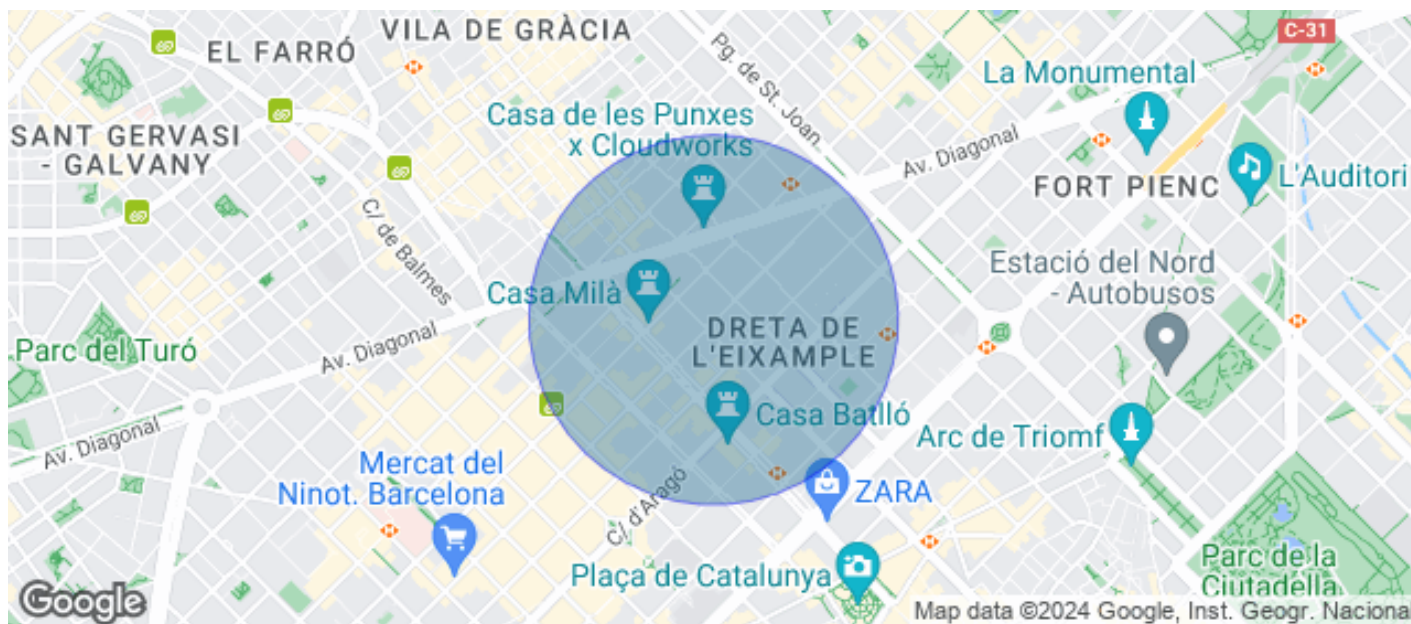 VILA DE GRÀCIA
EL FARRÓ
C-31
Pg. de St. Joan
La Monumental
SANT GERVASI
- GALVANY
Casa de les Punxes
x Cloudworks
Av. Diagonal
FORT PIENC
L'Auditori
C/ de Balmes
Estació del Nord
- Autobusos
Casa Milà
DRETA DE
L'EIXAMPLE
Parc del Turó
Av. Diagonal
Casa Batlló
Arc de Triomf
Av. Diagonal
Mercat del
Ninot. Barcelona
C/ d'Aragó
ZARA
Plaça de Catalunya
Parc de la
Ciutadella
Google
Map data ©2024 Google, Inst. Geogr. Nacional